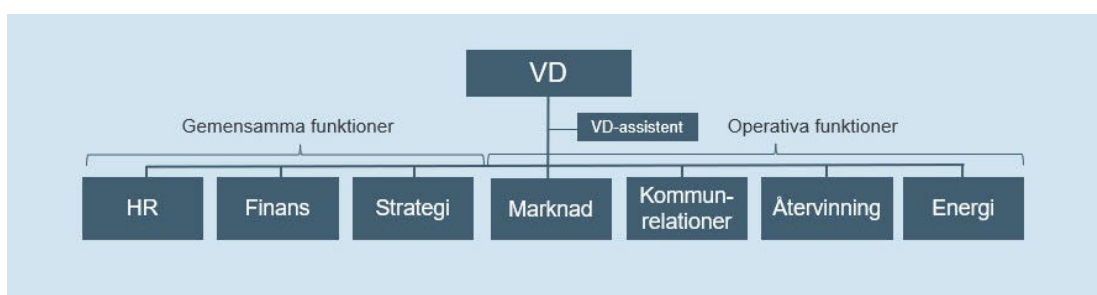 VD
VD-assistent
Gemensamma funktioner
Operativa funktioner
HR
Finans
Strategi
Marknad
Kommun-
relationer
Återvinning
Energi